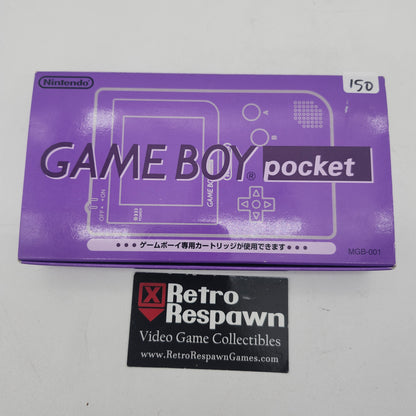 Nintendo
150
A
B
GAME BOY® pocket
GAME BOY
OFF • • ON
•••ゲームボーイ専用カートリッジが使用できます•••
MGB-001
Retro
Respawn
Video Game Collectibles
www.RetroRespawnGames.com